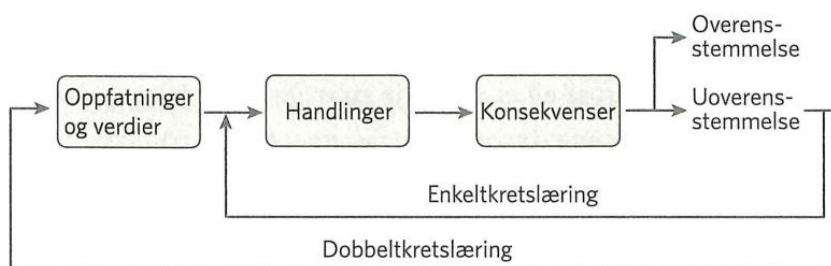 Overens-
stemmelse
Oppfatninger
og verdier
Handlinger
Konsekvenser
Uoverens-
stemmelse
Enkeltkretslæring
Dobbeltkretslæring